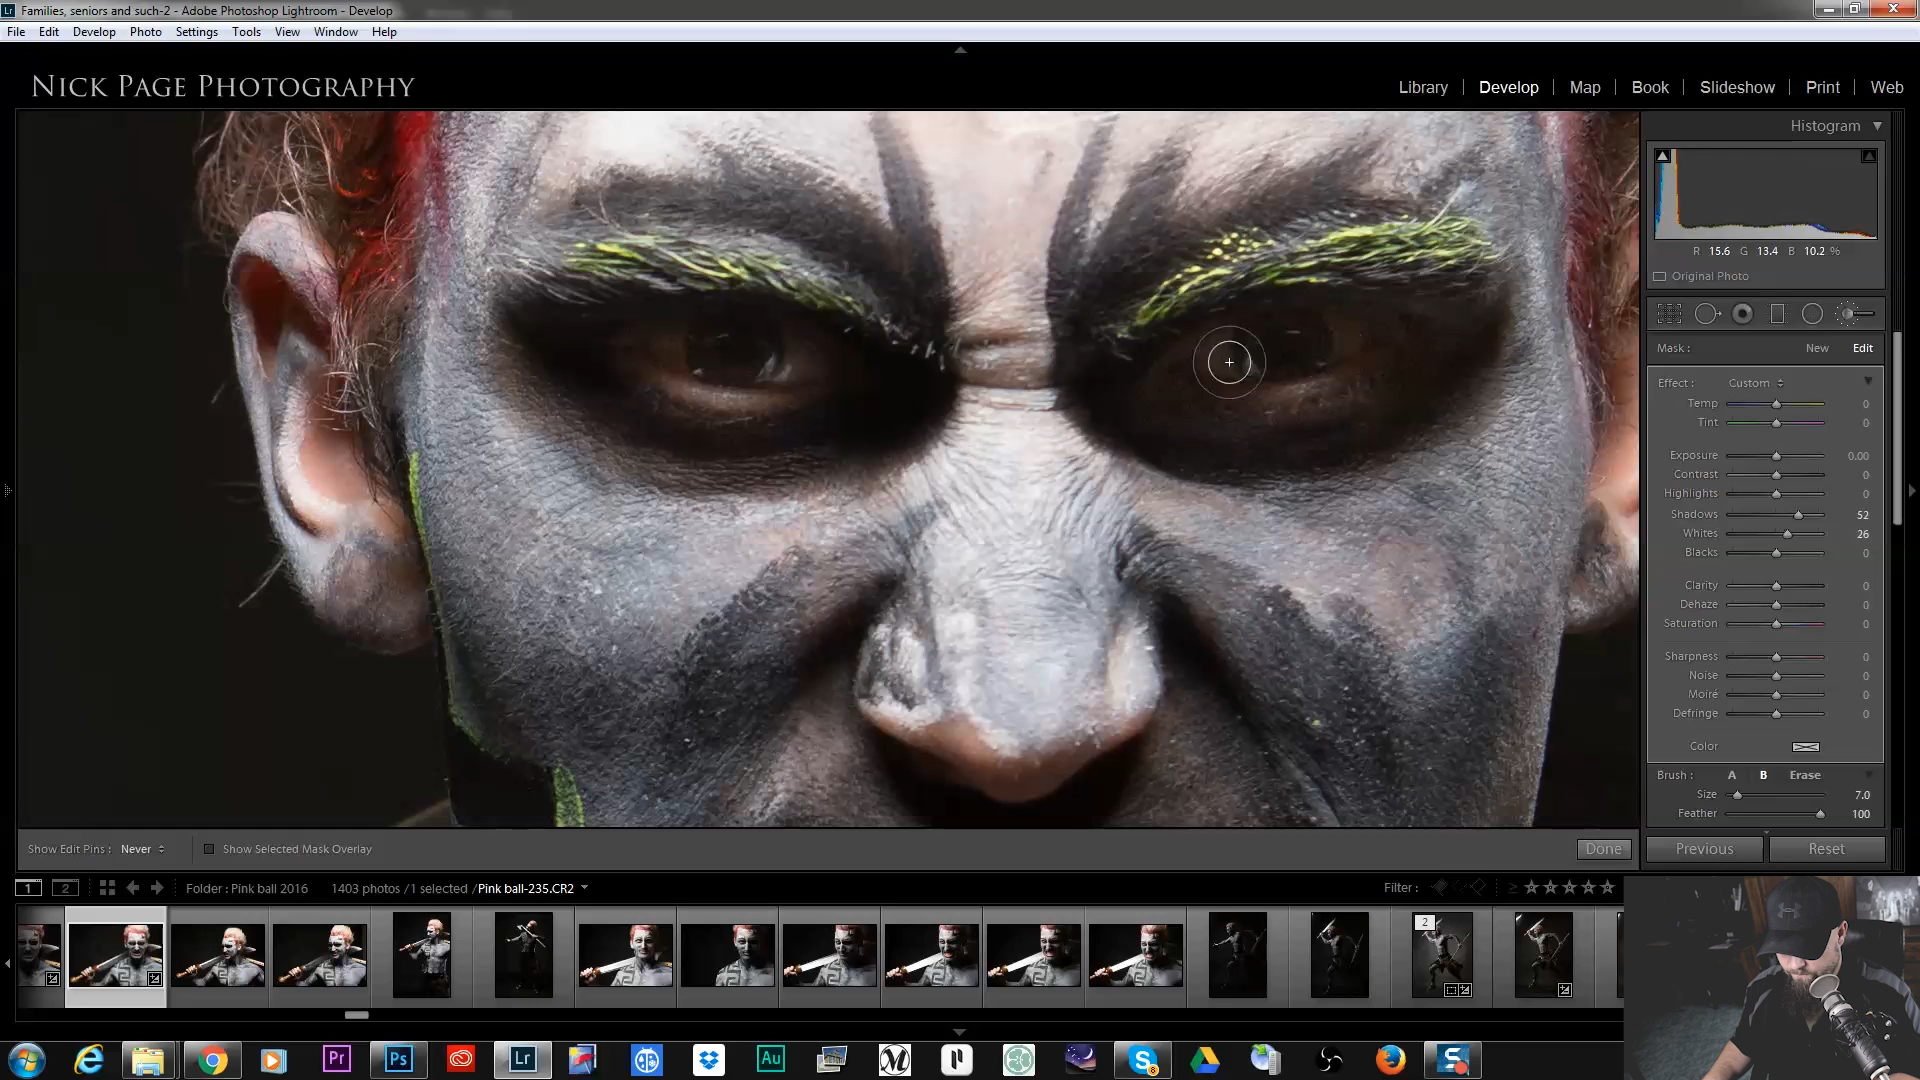 Families, seniors and such-2 - Adobe Photoshop Lightroom - Develop
File Edit Develop Photo Settings Tools View Window Help
NICK PAGE PHOTOGRAPHY
Library Develop Map Book Slideshow Print Web
Histogram
R 15.6 G 13.4 B 10.2 %
Original Photo
Mask : New Edit
Effect : Custom
Temp 0
Tint 0
Exposure 0.00
Contrast 0
Highlights 0
Shadows 52
Whites 26
Blacks 0
Clarity 0
Dehaze 0
Saturation 0
Sharpness 0
Noise 0
Moiré 0
Defringe 0
Color
Brush : A B Erase
Size 7.0
Feather 100
Show Edit Pins : Never Show Selected Mask Overlay Done
Previous Reset
1 2 Folder : Pink ball 2016 1403 photos /1 selected /Pink ball-235.CR2 Filter :
2
Pr Ps Lr Au M P S 8 S